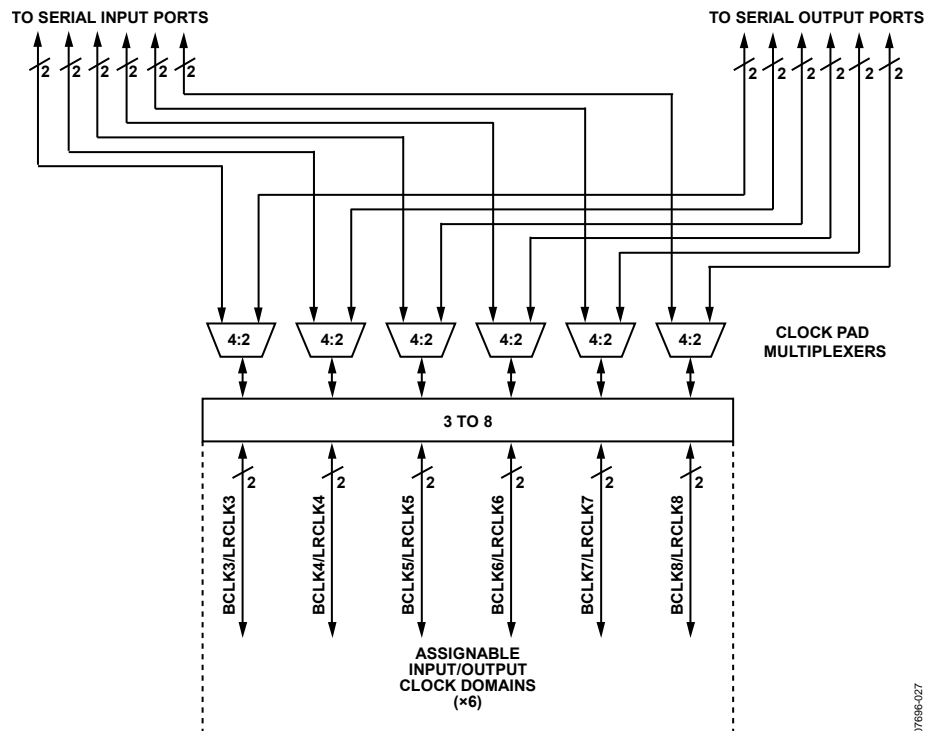 TO SERIAL INPUT PORTS
TO SERIAL OUTPUT PORTS
2 2 2 2 2 2
2 2 2 2 2 2
4:2 4:2 4:2 4:2 4:2 4:2
CLOCK PAD
MULTIPLEXERS
3 TO 8
2 2 2 2 2 2
BCLK3/LRCLK3
BCLK4/LRCLK4
BCLK5/LRCLK5
BCLK6/LRCLK6
BCLK7/LRCLK7
BCLK8/LRCLK8
ASSIGNABLE
INPUT/OUTPUT
CLOCK DOMAINS
(×6)
07696-027